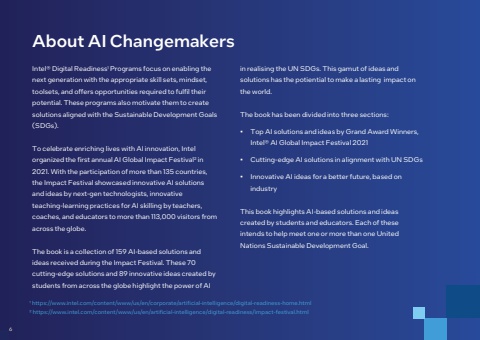 About AI Changemakers
Intel® Digital Readiness¹ Programs focus on enabling the
next generation with the appropriate skill sets, mindset,
toolsets, and offers opportunities required to fulfil their
potential. These programs also motivate them to create
solutions aligned with the Sustainable Development Goals
(SDGs).
To celebrate enriching lives with AI innovation, Intel
organized the first annual AI Global Impact Festival² in
2021. With the participation of more than 135 countries,
the Impact Festival showcased innovative AI solutions
and ideas by next-gen technologists, innovative
teaching-learning practices for AI skilling by teachers,
coaches, and educators to more than 113,000 visitors from
across the globe.
The book is a collection of 159 AI-based solutions and
ideas received during the Impact Festival. These 70
cutting-edge solutions and 89 innovative ideas created by
students from across the globe highlight the power of AI
in realising the UN SDGs. This gamut of ideas and
solutions has the potiential to make a lasting impact on
the world.
The book has been divided into three sections:
• Top AI solutions and ideas by Grand Award Winners,
Intel® AI Global Impact Festival 2021
• Cutting-edge AI solutions in alignment with UN SDGs
• Innovative AI ideas for a better future, based on
industry
This book highlights AI-based solutions and ideas
created by students and educators. Each of these
intends to help meet one or more than one United
Nations Sustainable Development Goal.
¹ https://www.intel.com/content/www/us/en/corporate/artificial-intelligence/digital-readiness-home.html
² https://www.intel.com/content/www/us/en/artificial-intelligence/digital-readiness/impact-festival.html
6